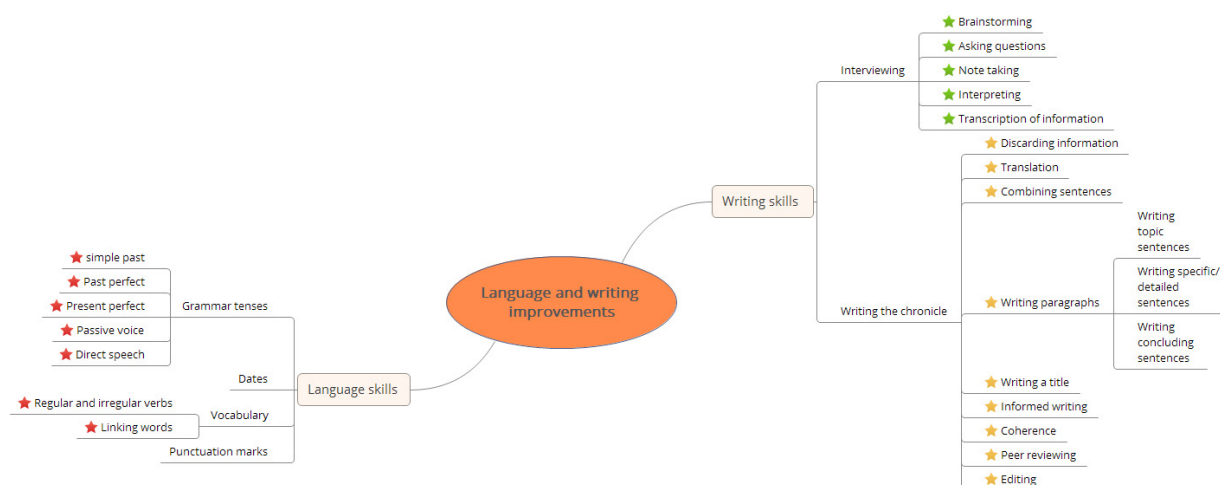 Language and writing
improvements
Writing skills
Interviewing
Brainstorming
Asking questions
Note taking
Interpreting
Transcription of information
Writing the chronicle
Discarding information
Translation
Combining sentences
Writing paragraphs
Writing
topic
sentences
Writing specific/
detailed
sentences
Writing
concluding
sentences
Writing a title
Informed writing
Coherence
Peer reviewing
Editing
Language skills
Grammar tenses
simple past
Past perfect
Present perfect
Passive voice
Direct speech
Dates
Vocabulary
Regular and irregular verbs
Linking words
Punctuation marks